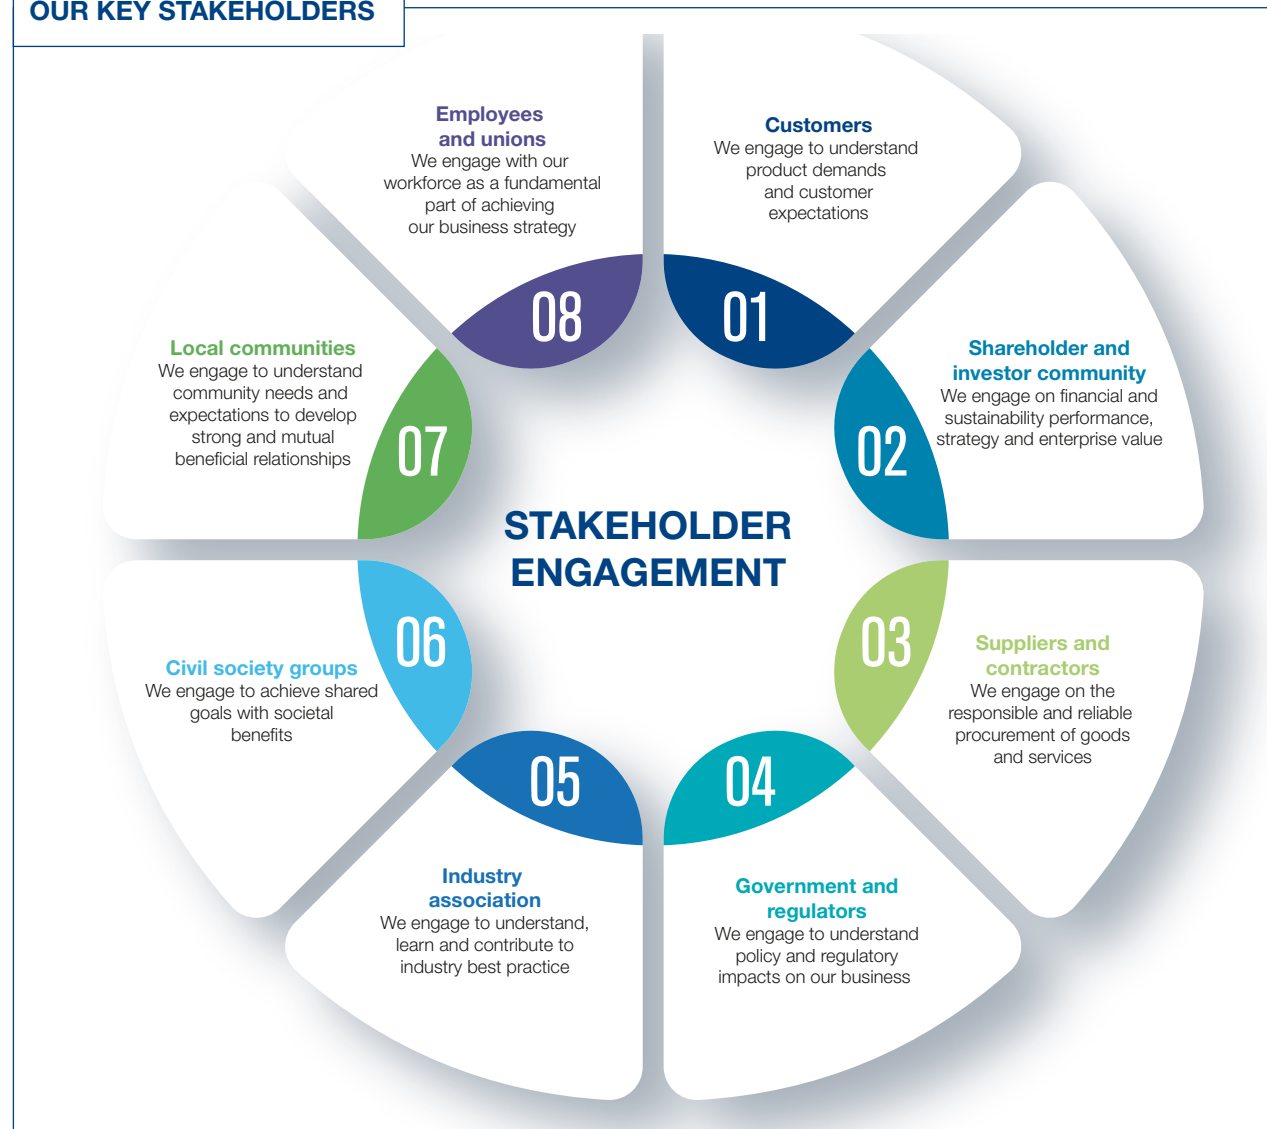 OUR KEY STAKEHOLDERS
01
Customers
We engage to understand
product demands
and customer
expectations
02
Shareholder and
investor community
We engage on financial and
sustainability performance,
strategy and enterprise value
03
Suppliers and
contractors
We engage on the
responsible and reliable
procurement of goods
and services
04
Government and
regulators
We engage to understand
policy and regulatory
impacts on our business
05
Industry
association
We engage to understand,
learn and contribute to
industry best practice
06
Civil society groups
We engage to achieve shared
goals with societal
benefits
07
Local communities
We engage to understand
community needs and
expectations to develop
strong and mutual
beneficial relationships
08
Employees
and unions
We engage with our
workforce as a fundamental
part of achieving
our business strategy
STAKEHOLDER
ENGAGEMENT